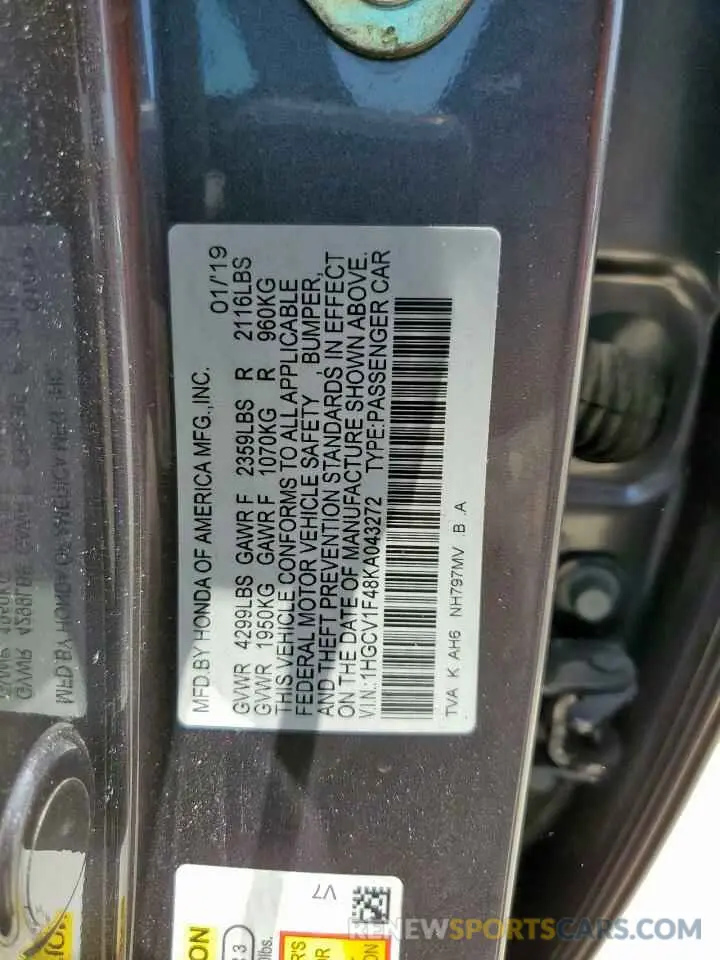 MFD.BY HONDA OF AMERICA MFG.,INC. 01/'19
GVWR 4299LBS GAWR F 2359LBS R 2116LBS
GVWR 1950KG GAWR F 1070KG R 960KG
THIS VEHICLE CONFORMS TO ALL APPLICABLE
FEDERAL MOTOR VEHICLE SAFETY , BUMPER,
AND THEFT PREVENTION STANDARDS IN EFFECT
ON THE DATE OF MANUFACTURE SHOWN ABOVE.
V.I.N.:1HGCV1F48KA043272 TYPE:PASSENGER CAR
TVA K AH6 NH797MV .B .A
V7
RENEWSPORTSCARS.COM